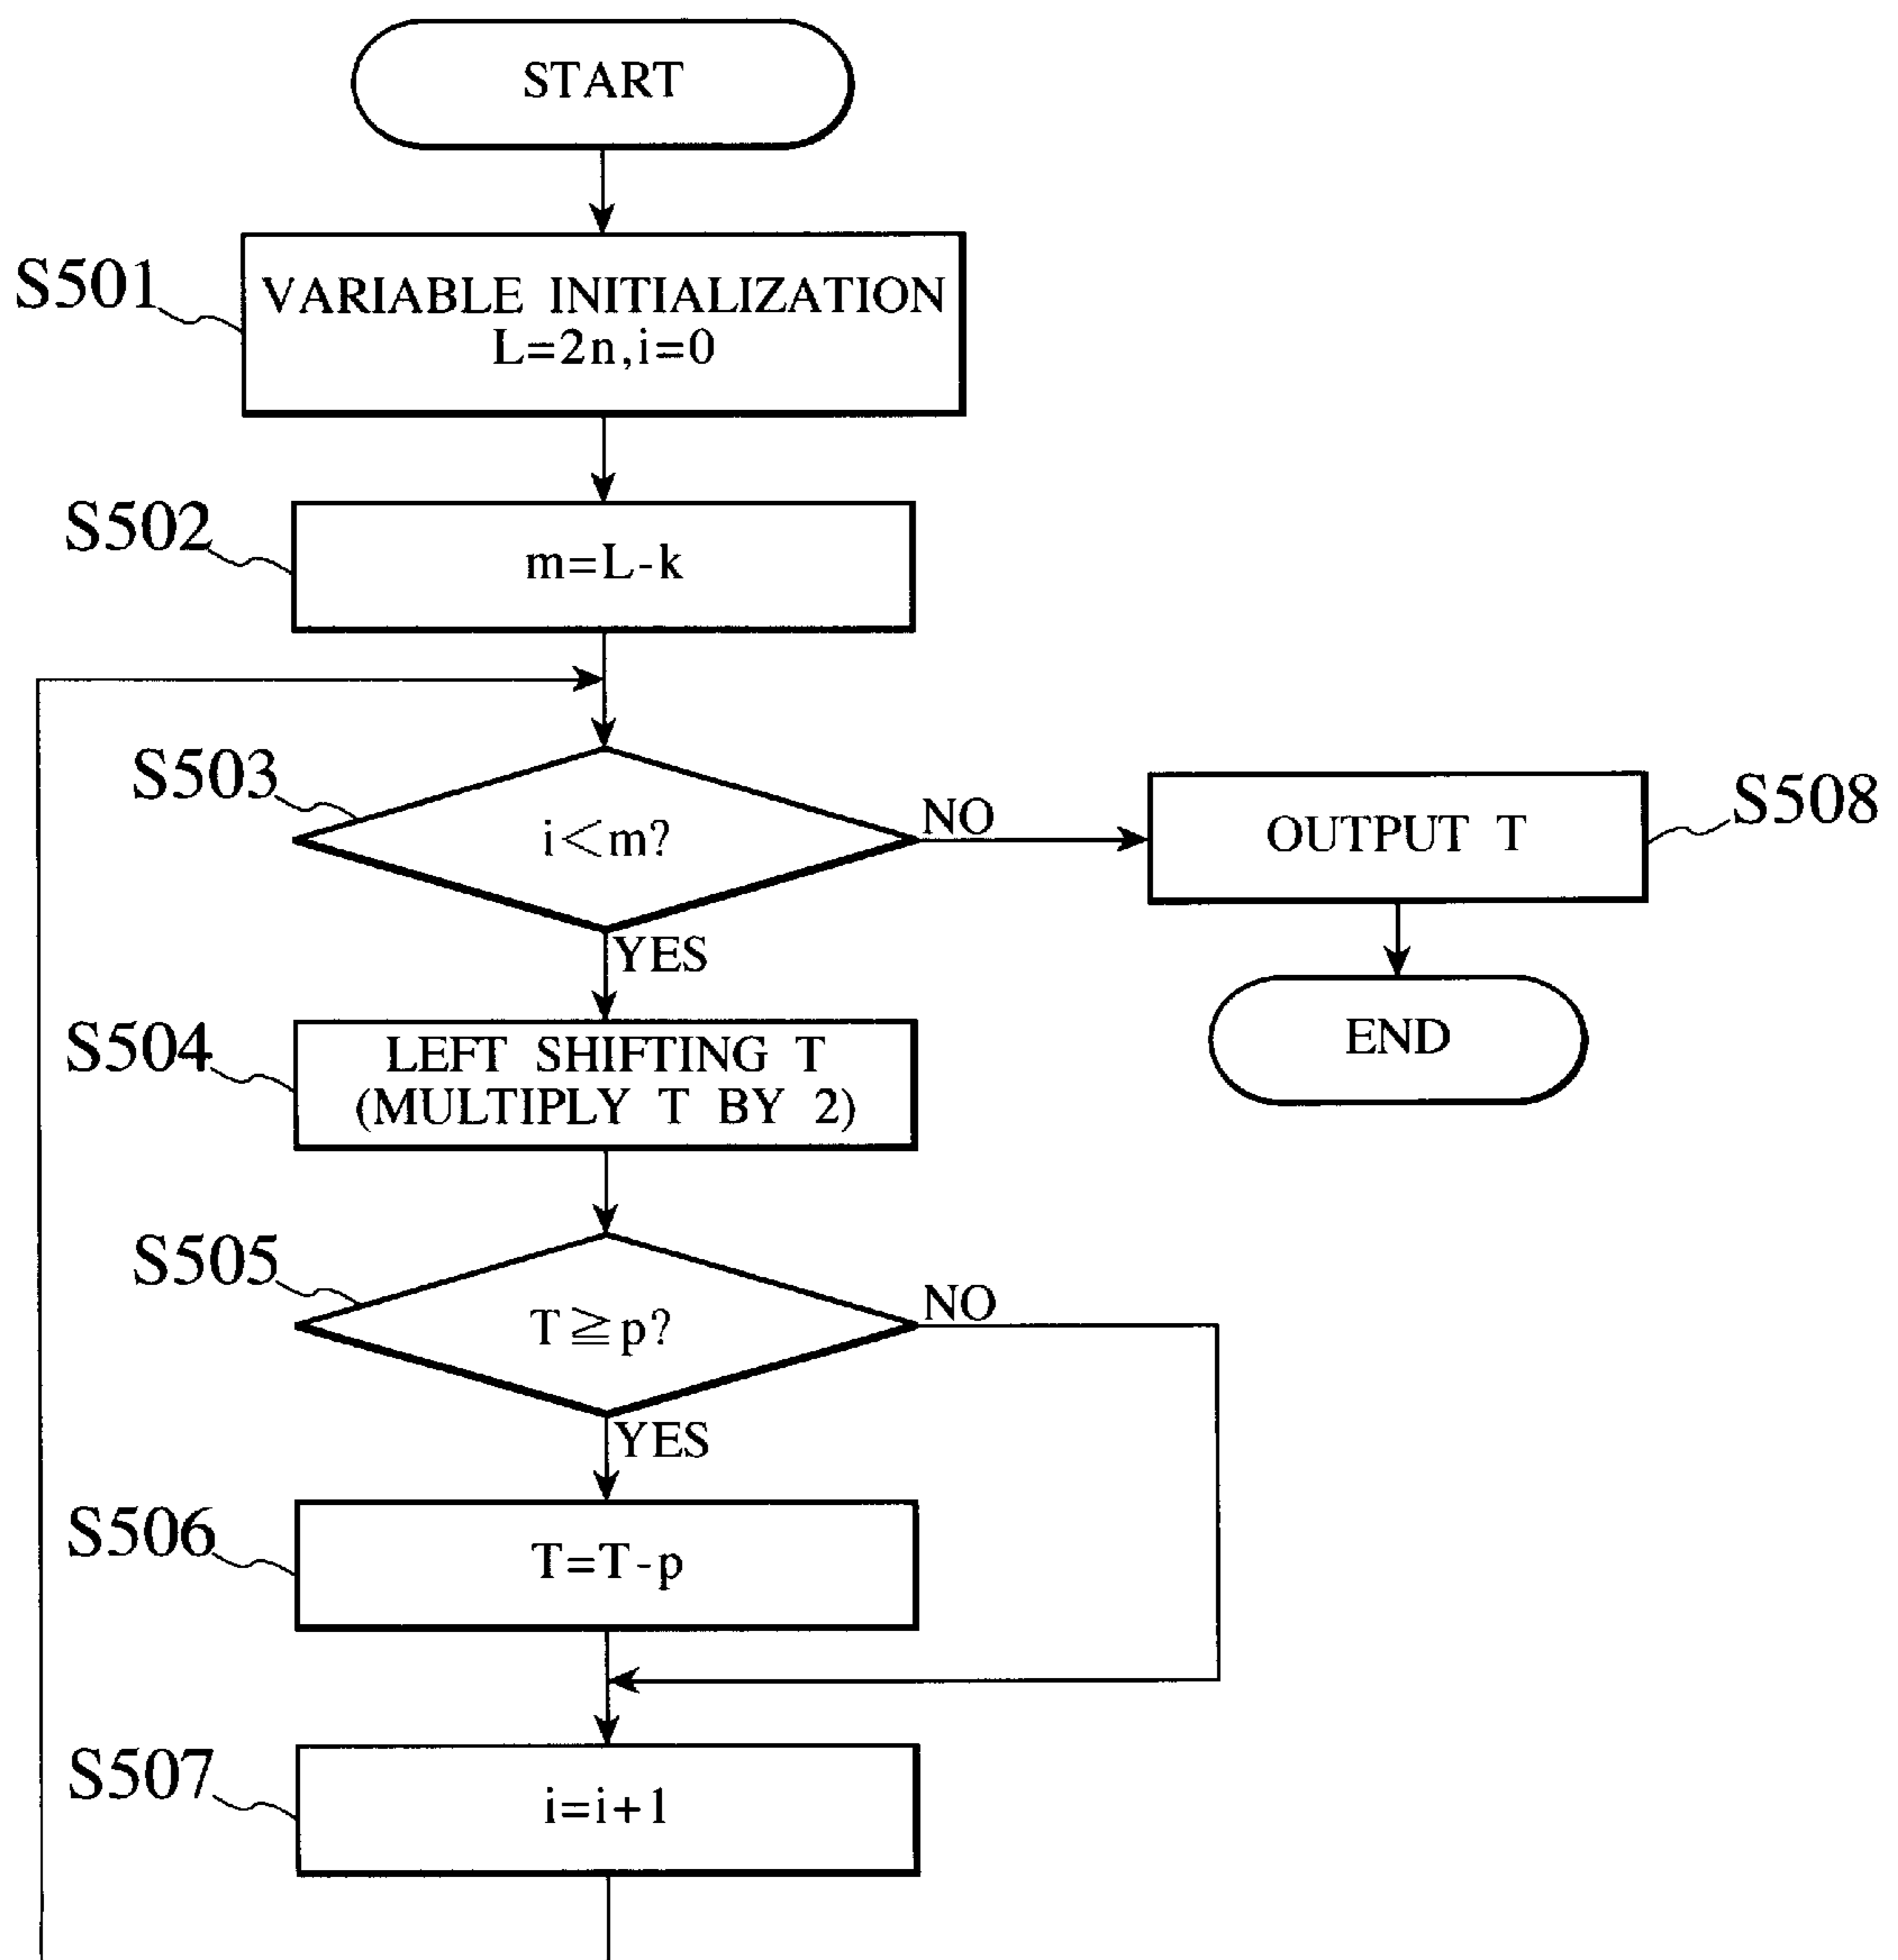 START
S501
VARIABLE INITIALIZATION
L=2n,i=0
S502
m=L-k
S503
i<m?
NO
OUTPUT T
S508
YES
END
S504
LEFT SHIFTING T
(MULTIPLY T BY 2)
S505
T≧p?
NO
YES
S506
T=T-p
S507
i=i+1